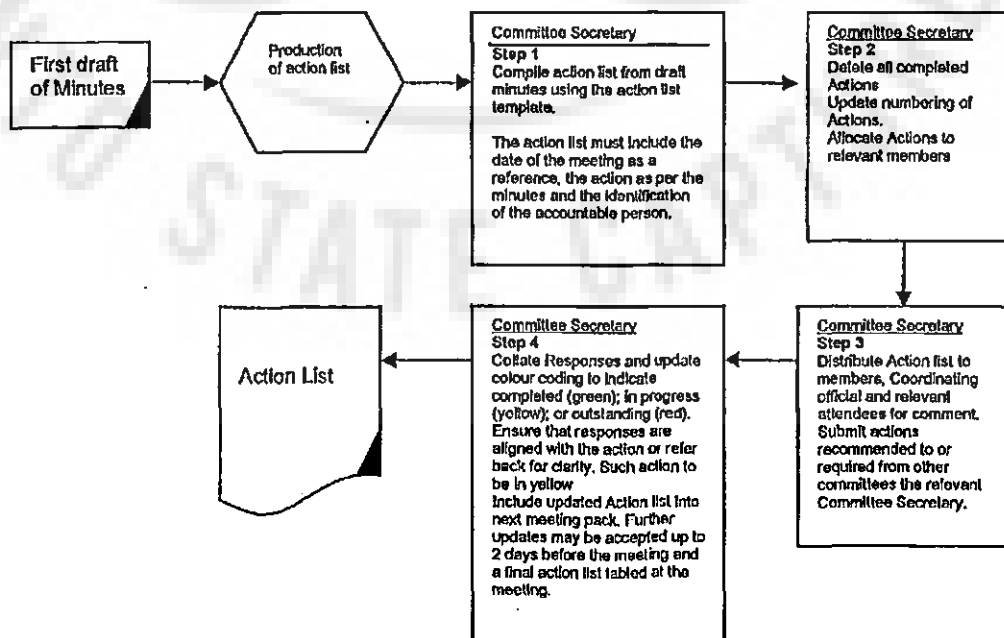 First draft
of Minutes
Production
of action list
Committee Secretary
Step 1
Compile action list from draft
minutes using the action list
template.
The action list must include the
date of the meeting as a
reference, the action as per the
minutes and the identification
of the accountable person.
Committee Secretary
Step 2
Delete all completed
Actions
Update numbering of
Actions.
Allocate Actions to
relevant members
Committee Secretary
Step 3
Distribute Action list to
members, Coordinating
official and relevant
attendees for comment.
Submit actions
recommended to or
required from other
committees the relevant
Committee Secretary.
Committee Secretary
Step 4
Collate Responses and update
colour coding to indicate
completed (green); in progress
(yellow); or outstanding (red).
Ensure that responses are
aligned with the action or refer
back for clarity. Such action to
be in yellow
Include updated Action list into
next meeting pack. Further
updates may be accepted up to
2 days before the meeting and
a final action list tabled at the
meeting.
Action List
STATE CAPT